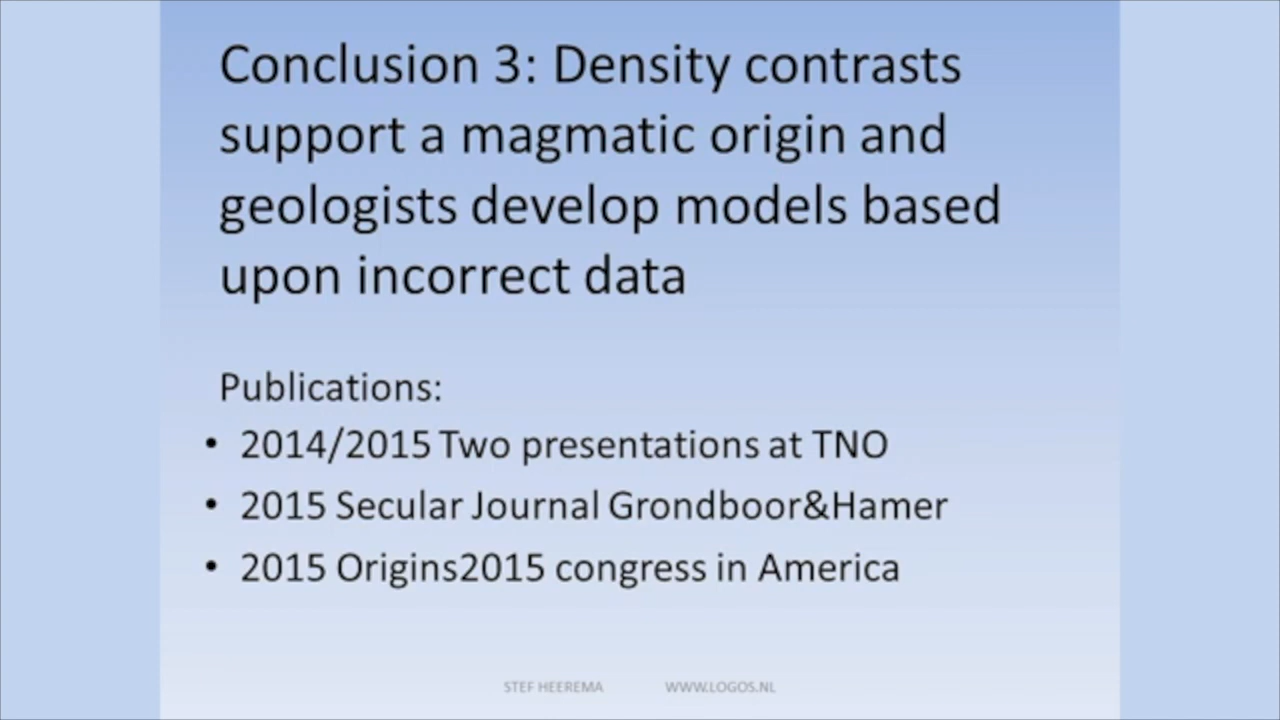 Conclusion 3: Density contrasts
support a magmatic origin and
geologists develop models based
upon incorrect data
Publications:
• 2014/2015 Two presentations at TNO
• 2015 Secular Journal Grondboor&Hamer
• 2015 Origins2015 congress in America
STEF HEEREMA WWW.LOGOS.NL